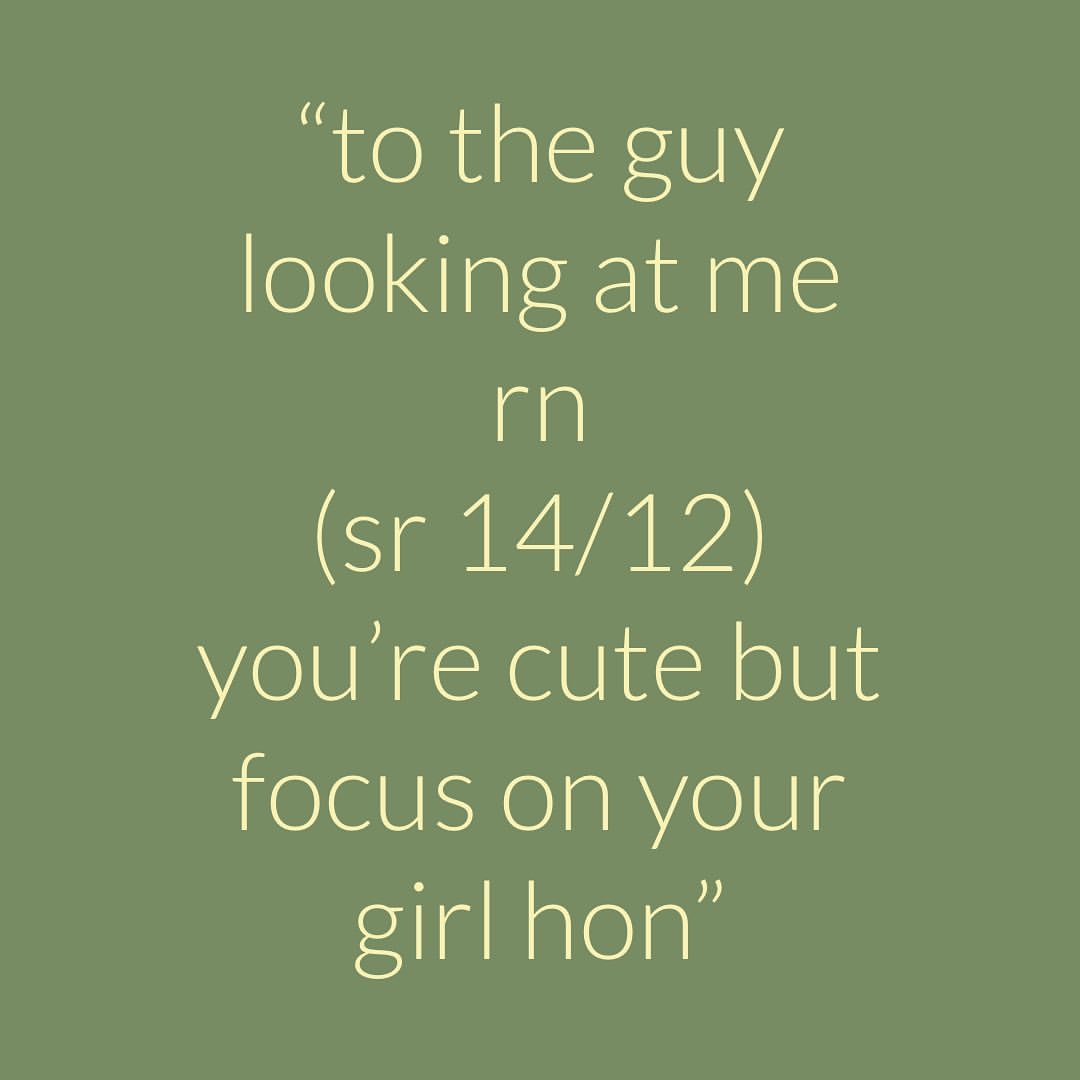 “to the guy
looking at me
rn
(sr 14/12)
you’re cute but
focus on your
girl hon”